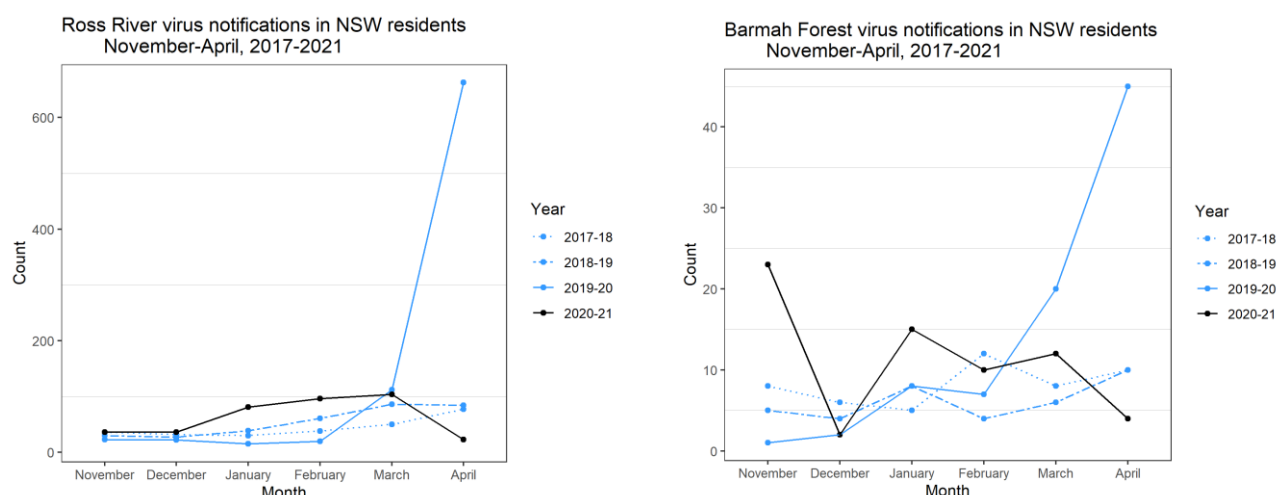 Ross River virus notifications in NSW residents
November-April, 2017-2021
600
400
200
0
Count
November December January February March April
Month
Year
2017-18
2018-19
2019-20
2020-21
Barmah Forest virus notifications in NSW residents
November-April, 2017-2021
40
30
20
10
0
Count
November December January February March April
Month
Year
2017-18
2018-19
2019-20
2020-21